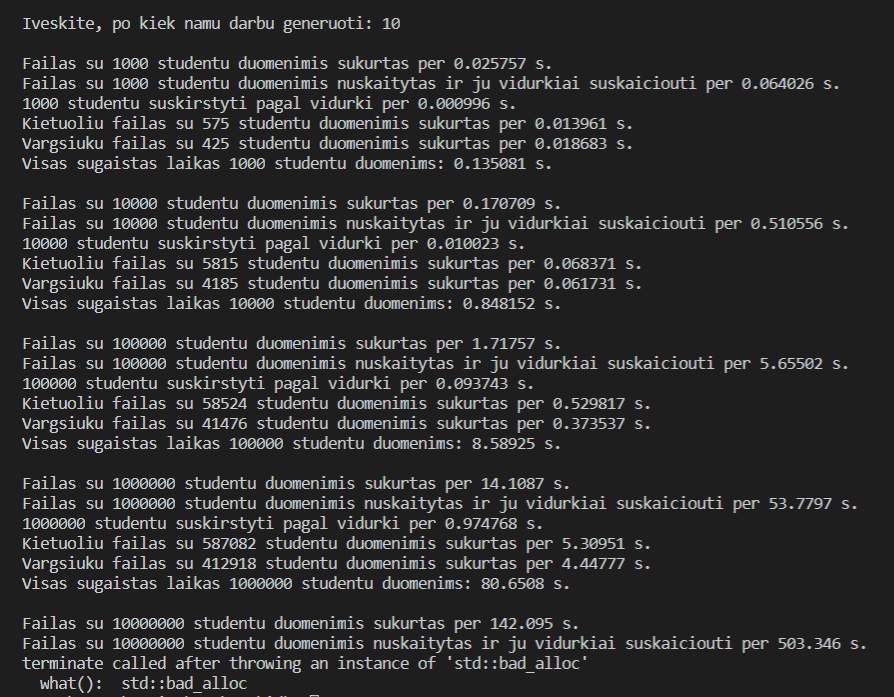 Iveskite, po kiek namu darbu generuoti: 10
Failas su 1000 studentu duomenimis sukurtas per 0.025757 s.
Failas su 1000 studentu duomenimis nuskaitytas ir ju vidurkiai suskaiciouti per 0.064026 s.
1000 studentu suskirstyti pagal vidurki per 0.000996 s.
Kietuoliu failas su 575 studentu duomenimis sukurtas per 0.013961 s.
Vargsiuku failas su 425 studentu duomenimis sukurtas per 0.018683 s.
Visas sugaistas laikas 1000 studentu duomenims: 0.135081 s.
Failas su 10000 studentu duomenimis sukurtas per 0.170709 s.
Failas su 10000 studentu duomenimis nuskaitytas ir ju vidurkiai suskaiciouti per 0.510556 s.
10000 studentu suskirstyti pagal vidurki per 0.010023 s.
Kietuoliu failas su 5815 studentu duomenimis sukurtas per 0.068371 s.
Vargsiuku failas su 4185 studentu duomenimis sukurtas per 0.061731 s.
Visas sugaistas laikas 10000 studentu duomenims: 0.848152 s.
Failas su 100000 studentu duomenimis sukurtas per 1.71757 s.
Failas su 100000 studentu duomenimis nuskaitytas ir ju vidurkiai suskaiciouti per 5.65502 s.
100000 studentu suskirstyti pagal vidurki per 0.093743 s.
Kietuoliu failas su 58524 studentu duomenimis sukurtas per 0.529817 s.
Vargsiuku failas su 41476 studentu duomenimis sukurtas per 0.373537 s.
Visas sugaistas laikas 100000 studentu duomenims: 8.58925 s.
Failas su 1000000 studentu duomenimis sukurtas per 14.1087 s.
Failas su 1000000 studentu duomenimis nuskaitytas ir ju vidurkiai suskaiciouti per 53.7797 s.
1000000 studentu suskirstyti pagal vidurki per 0.974768 s.
Kietuoliu failas su 587082 studentu duomenimis sukurtas per 5.30951 s.
Vargsiuku failas su 412918 studentu duomenimis sukurtas per 4.44777 s.
Visas sugaistas laikas 1000000 studentu duomenims: 80.6508 s.
Failas su 10000000 studentu duomenimis sukurtas per 142.095 s.
Failas su 10000000 studentu duomenimis nuskaitytas ir ju vidurkiai suskaiciouti per 503.346 s.
terminate called after throwing an instance of 'std::bad_alloc'
what():  std::bad_alloc